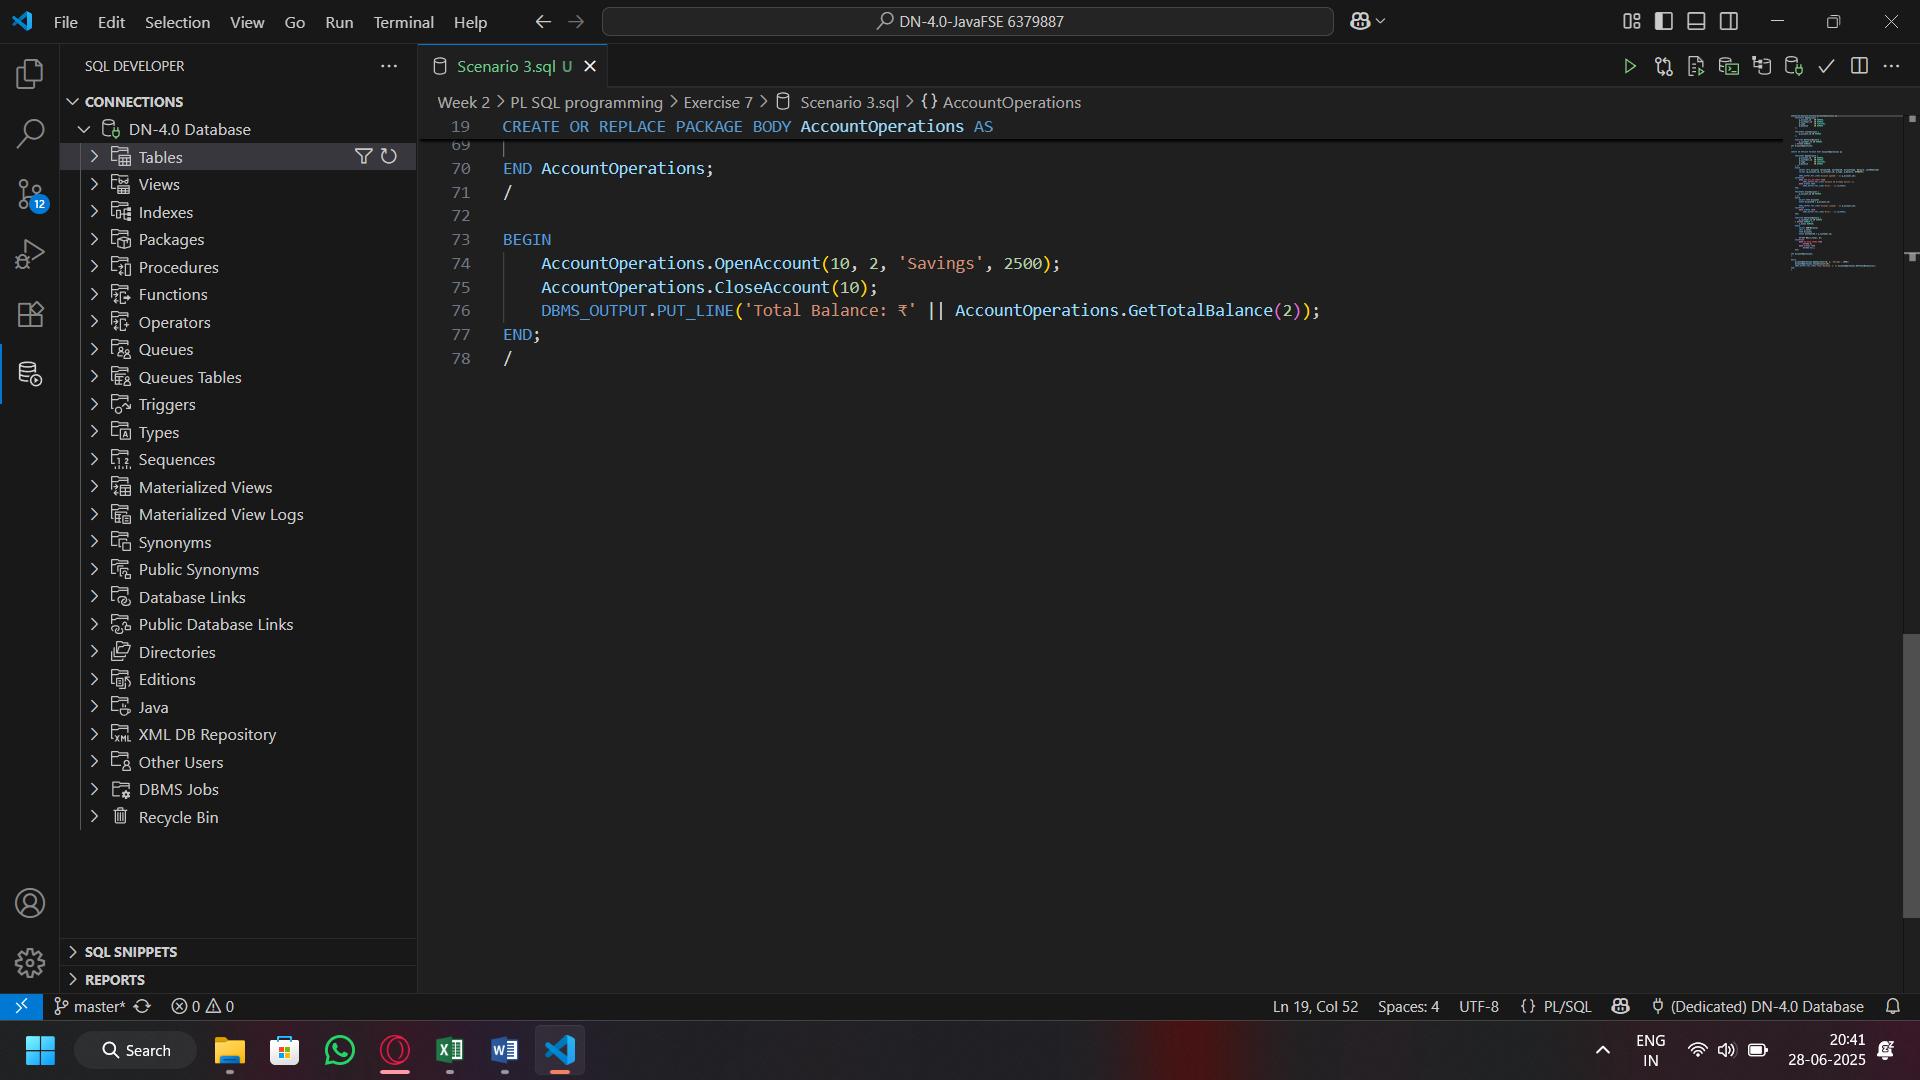 File Edit Selection View Go Run Terminal Help
DN-4.0-JavaFSE 6379887
SQL DEVELOPER
CONNECTIONS
DN-4.0 Database
Tables
Views
Indexes
Packages
Procedures
Functions
Operators
Queues
Queues Tables
Triggers
Types
Sequences
Materialized Views
Materialized View Logs
Synonyms
Public Synonyms
Database Links
Public Database Links
Directories
Editions
Java
XML DB Repository
Other Users
DBMS Jobs
Recycle Bin
SQL SNIPPETS
REPORTS
12
Scenario 3.sql U
Week 2 > PL SQL programming > Exercise 7 > Scenario 3.sql > {} AccountOperations
19 CREATE OR REPLACE PACKAGE BODY AccountOperations AS
69
70 END AccountOperations;
71 /
72
73 BEGIN
74 AccountOperations.OpenAccount(10, 2, 'Savings', 2500);
75 AccountOperations.CloseAccount(10);
76 DBMS_OUTPUT.PUT_LINE('Total Balance: ₹' || AccountOperations.GetTotalBalance(2));
77 END;
78 /
master* 0 0
Ln 19, Col 52 Spaces: 4 UTF-8 {} PL/SQL (Dedicated) DN-4.0 Database
Search
ENG
IN
20:41
28-06-2025